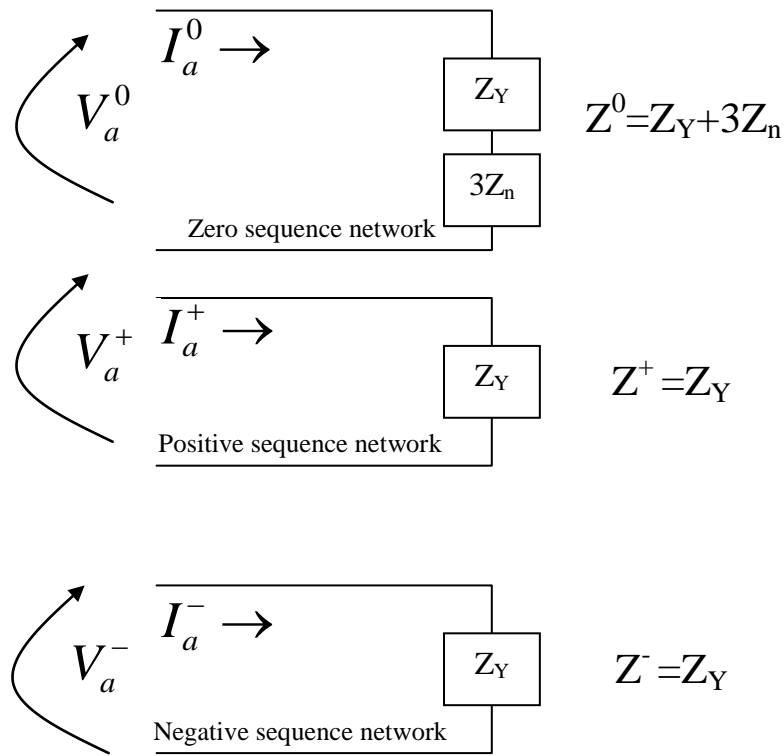 I_a^0 →
Z_Y
V_a^0
Z^0=Z_Y+3Z_n
3Z_n
Zero sequence network
I_a^+ →
V_a^+
Z_Y
Z^+=Z_Y
Positive sequence network
I_a^- →
Z_Y
V_a^-
Z^-=Z_Y
Negative sequence network